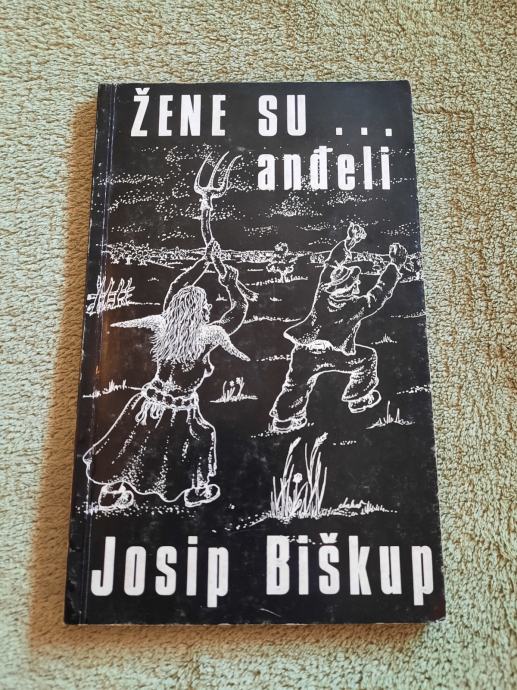 ŽENE SU ...
anđeli
Josip Biškup